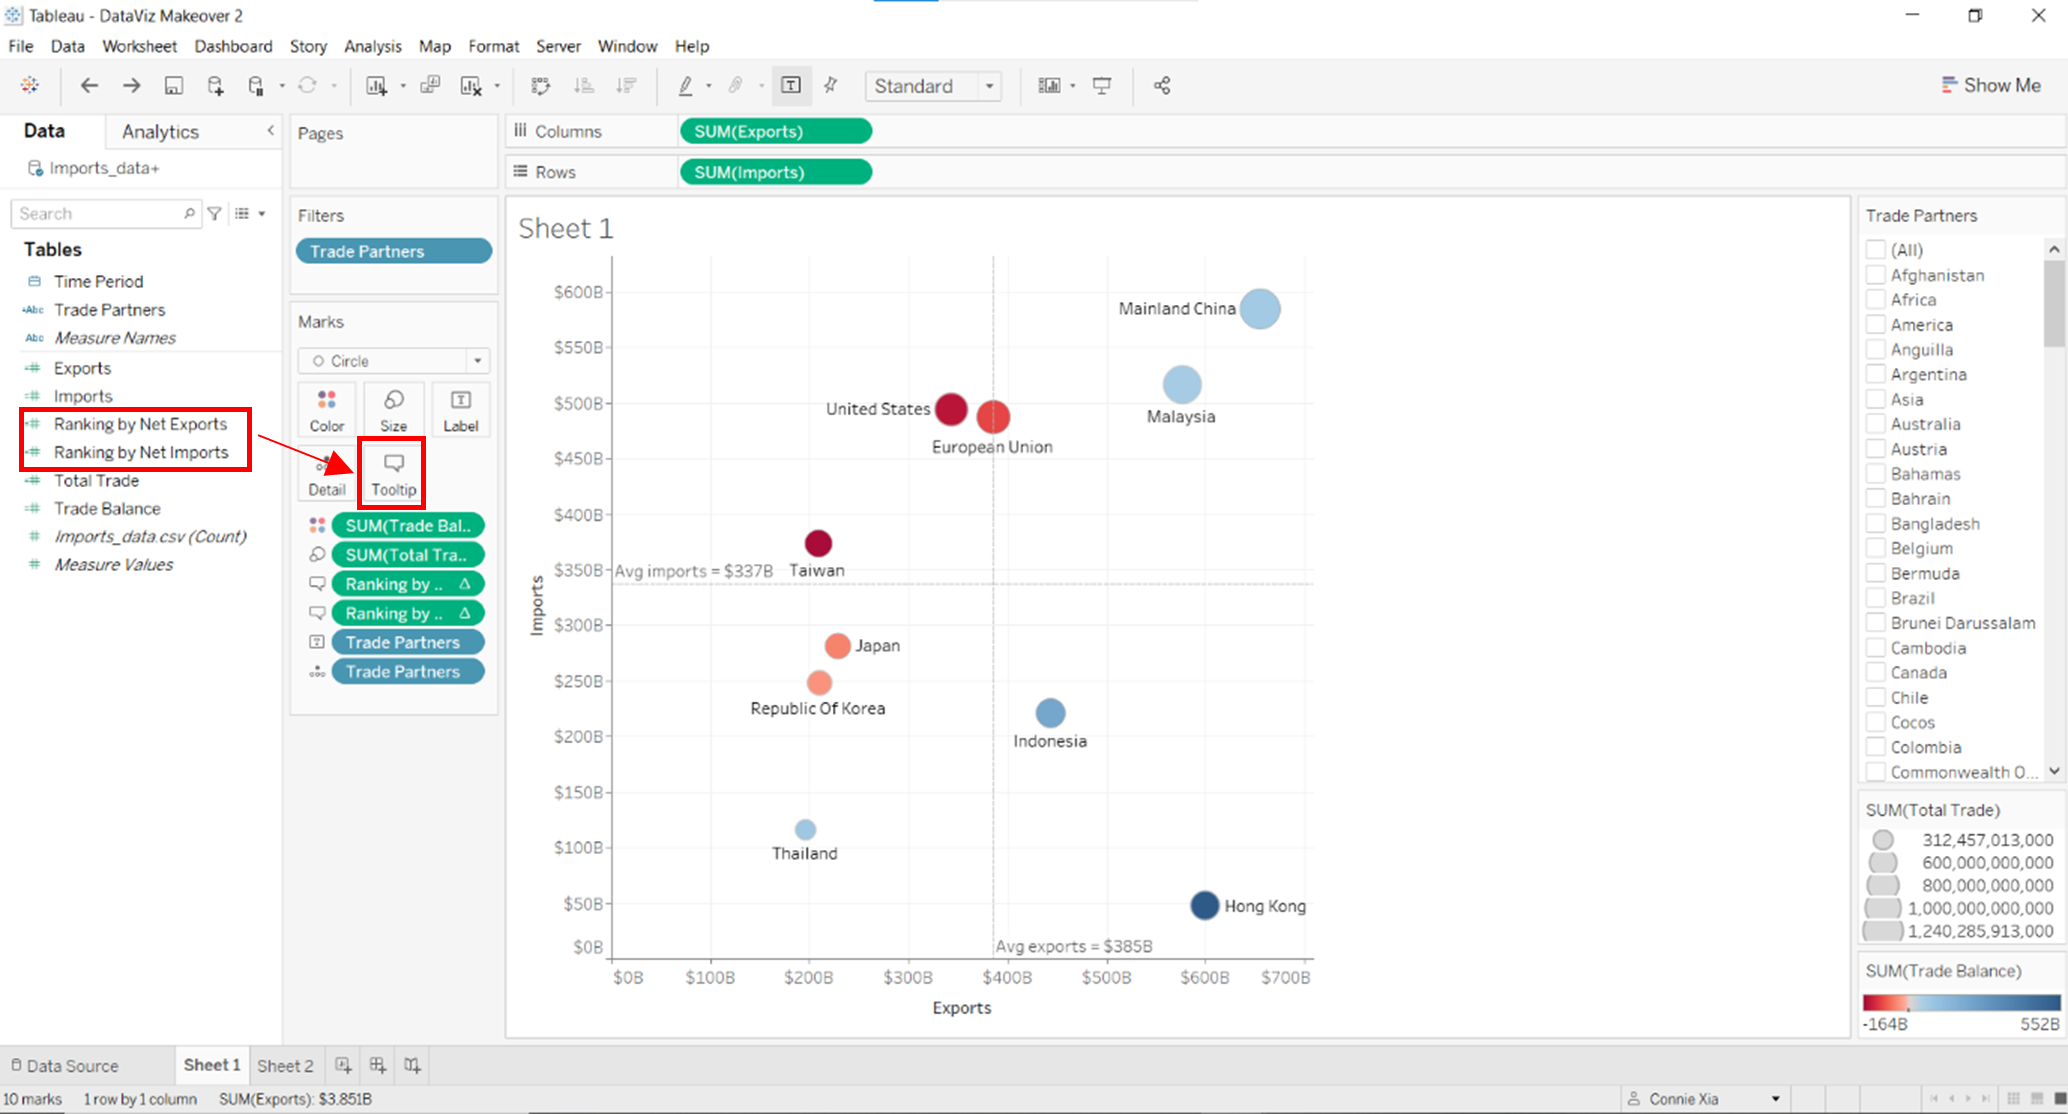 Tableau - DataViz Makeover 2
File Data Worksheet Dashboard Story Analysis Map Format Server Window Help
Standard
Show Me
Data
Analytics
Imports_data+
Search
Tables
Time Period
Abc Trade Partners
Abc Measure Names
Exports
Imports
Ranking by Net Exports
Ranking by Net Imports
Total Trade
Trade Balance
Imports_data.csv (Count)
Measure Values
Pages
Filters
Trade Partners
Marks
Circle
Color
Size
Label
Detail
Tooltip
SUM(Trade Bal..
SUM(Total Tra..
Ranking by ..
Ranking by ..
Trade Partners
Trade Partners
Columns
SUM(Exports)
Rows
SUM(Imports)
Sheet 1
Imports
$600B
$550B
$500B
$450B
$400B
$350B
$300B
$250B
$200B
$150B
$100B
$50B
$0B
Mainland China
Malaysia
United States
European Union
Taiwan
Avg imports = $337B
Japan
Republic Of Korea
Indonesia
Thailand
Hong Kong
Avg exports = $385B
$0B
$100B
$200B
$300B
$400B
$500B
$600B
$700B
Exports
Trade Partners
(All)
Afghanistan
Africa
America
Anguilla
Argentina
Asia
Australia
Austria
Bahamas
Bahrain
Bangladesh
Belgium
Bermuda
Brazil
Brunei Darussalam
Cambodia
Canada
Chile
Cocos
Colombia
Commonwealth O...
SUM(Total Trade)
312,457,013,000
600,000,000,000
800,000,000,000
1,000,000,000,000
1,240,285,913,000
SUM(Trade Balance)
-164B
552B
Data Source
Sheet 1
Sheet 2
10 marks
1 row by 1 column
SUM(Exports): $3.851B
Connie Xia